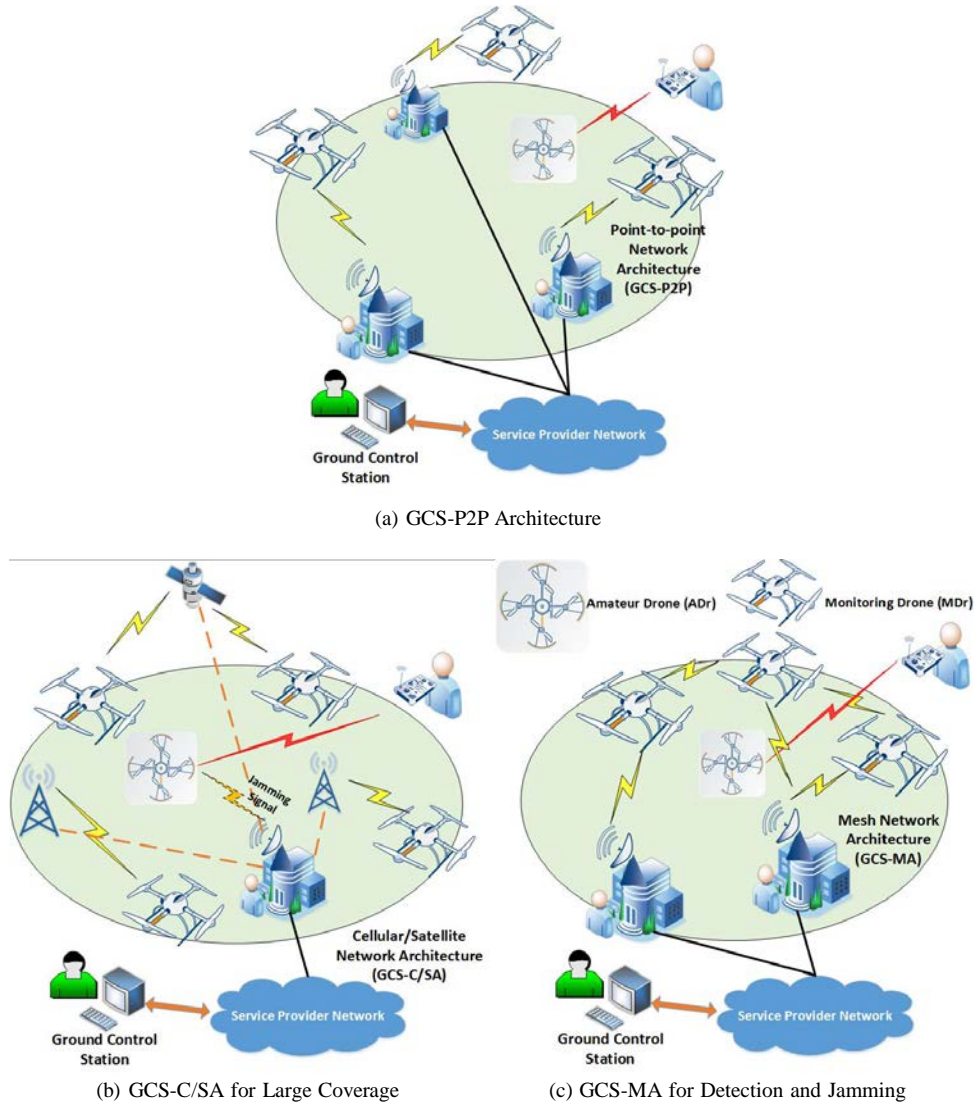 Point-to-point
Network
Architecture
(GCS-P2P)
Service Provider Network
Ground Control
Station
(a) GCS-P2P Architecture
Amateur Drone (ADr)
Monitoring Drone (MDr)
Jamming
Signal
Cellular/Satellite
Network Architecture
(GCS-C/SA)
Service Provider Network
Ground Control
Station
(b) GCS-C/SA for Large Coverage
Mesh Network
Architecture
(GCS-MA)
Service Provider Network
Ground Control
Station
(c) GCS-MA for Detection and Jamming